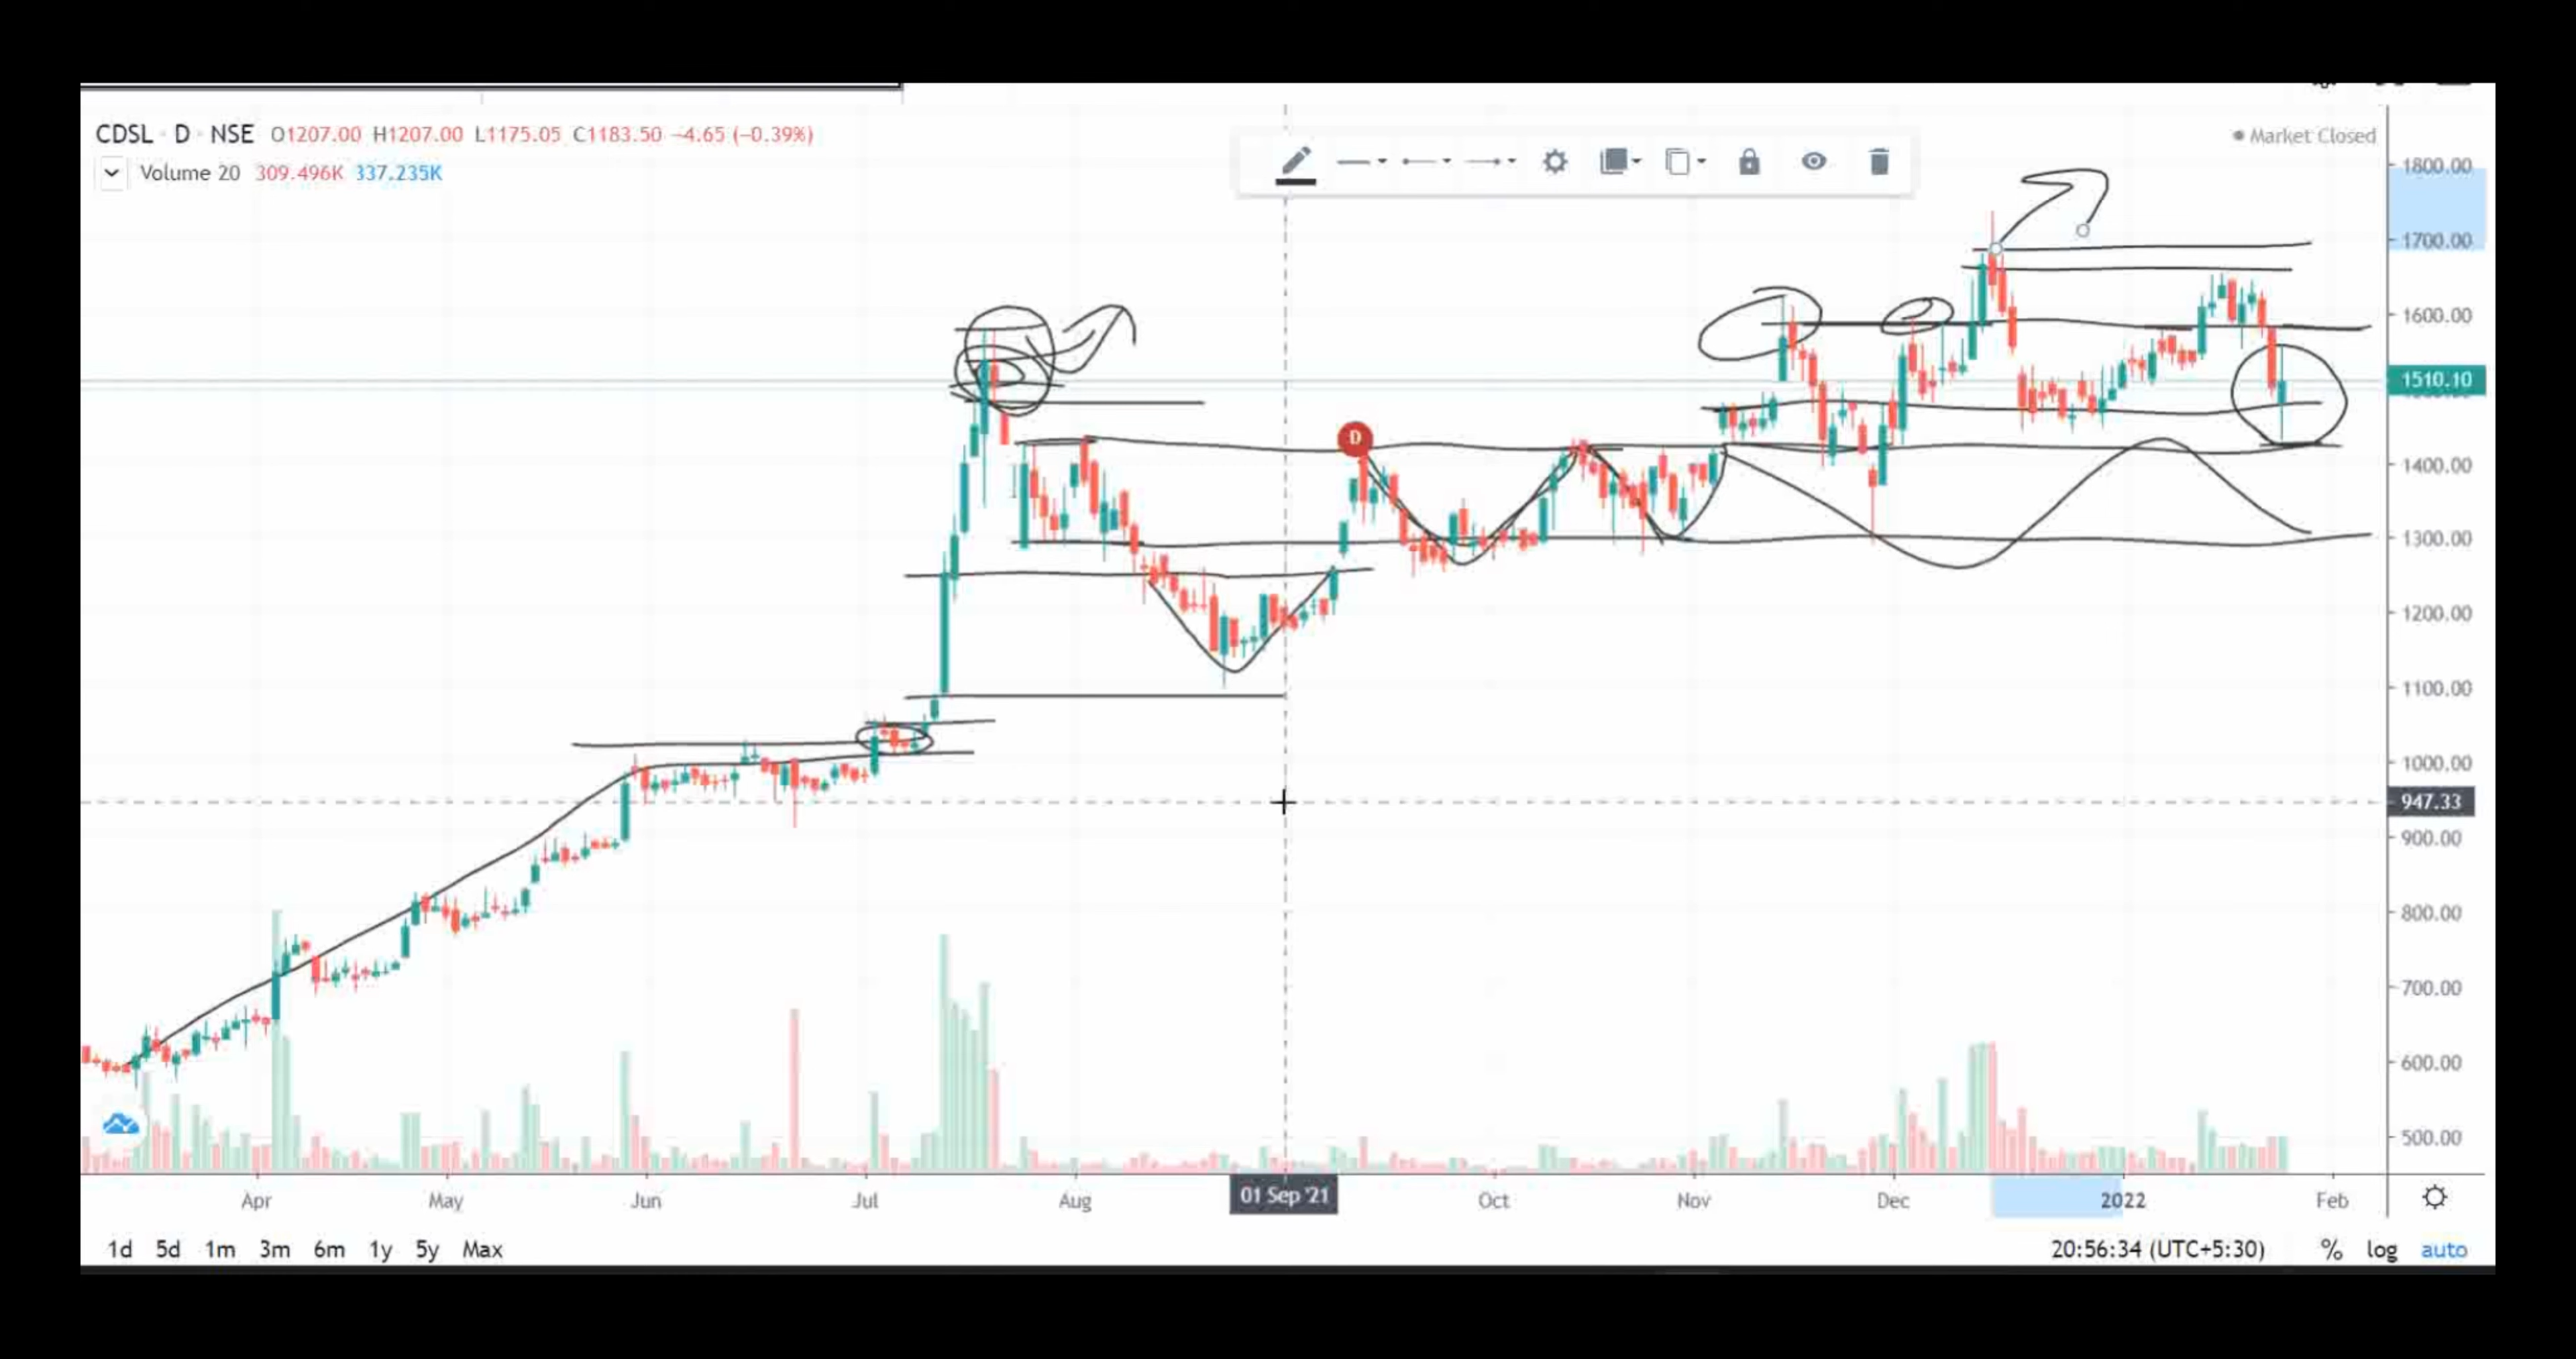 CDSL · D · NSE O1207.00 H1207.00 L1175.05 C1183.50 −4.65 (−0.39%)
Market Closed
Volume 20 309.496K 337.235K
1800.00
1700.00
1600.00
1510.10
1400.00
1300.00
1200.00
1100.00
1000.00
947.33
900.00
800.00
700.00
600.00
500.00
D
Apr May Jun Jul Aug 01 Sep '21 Oct Nov Dec 2022 Feb
1d 5d 1m 3m 6m 1y 5y Max 20:56:34 (UTC+5:30) % log auto